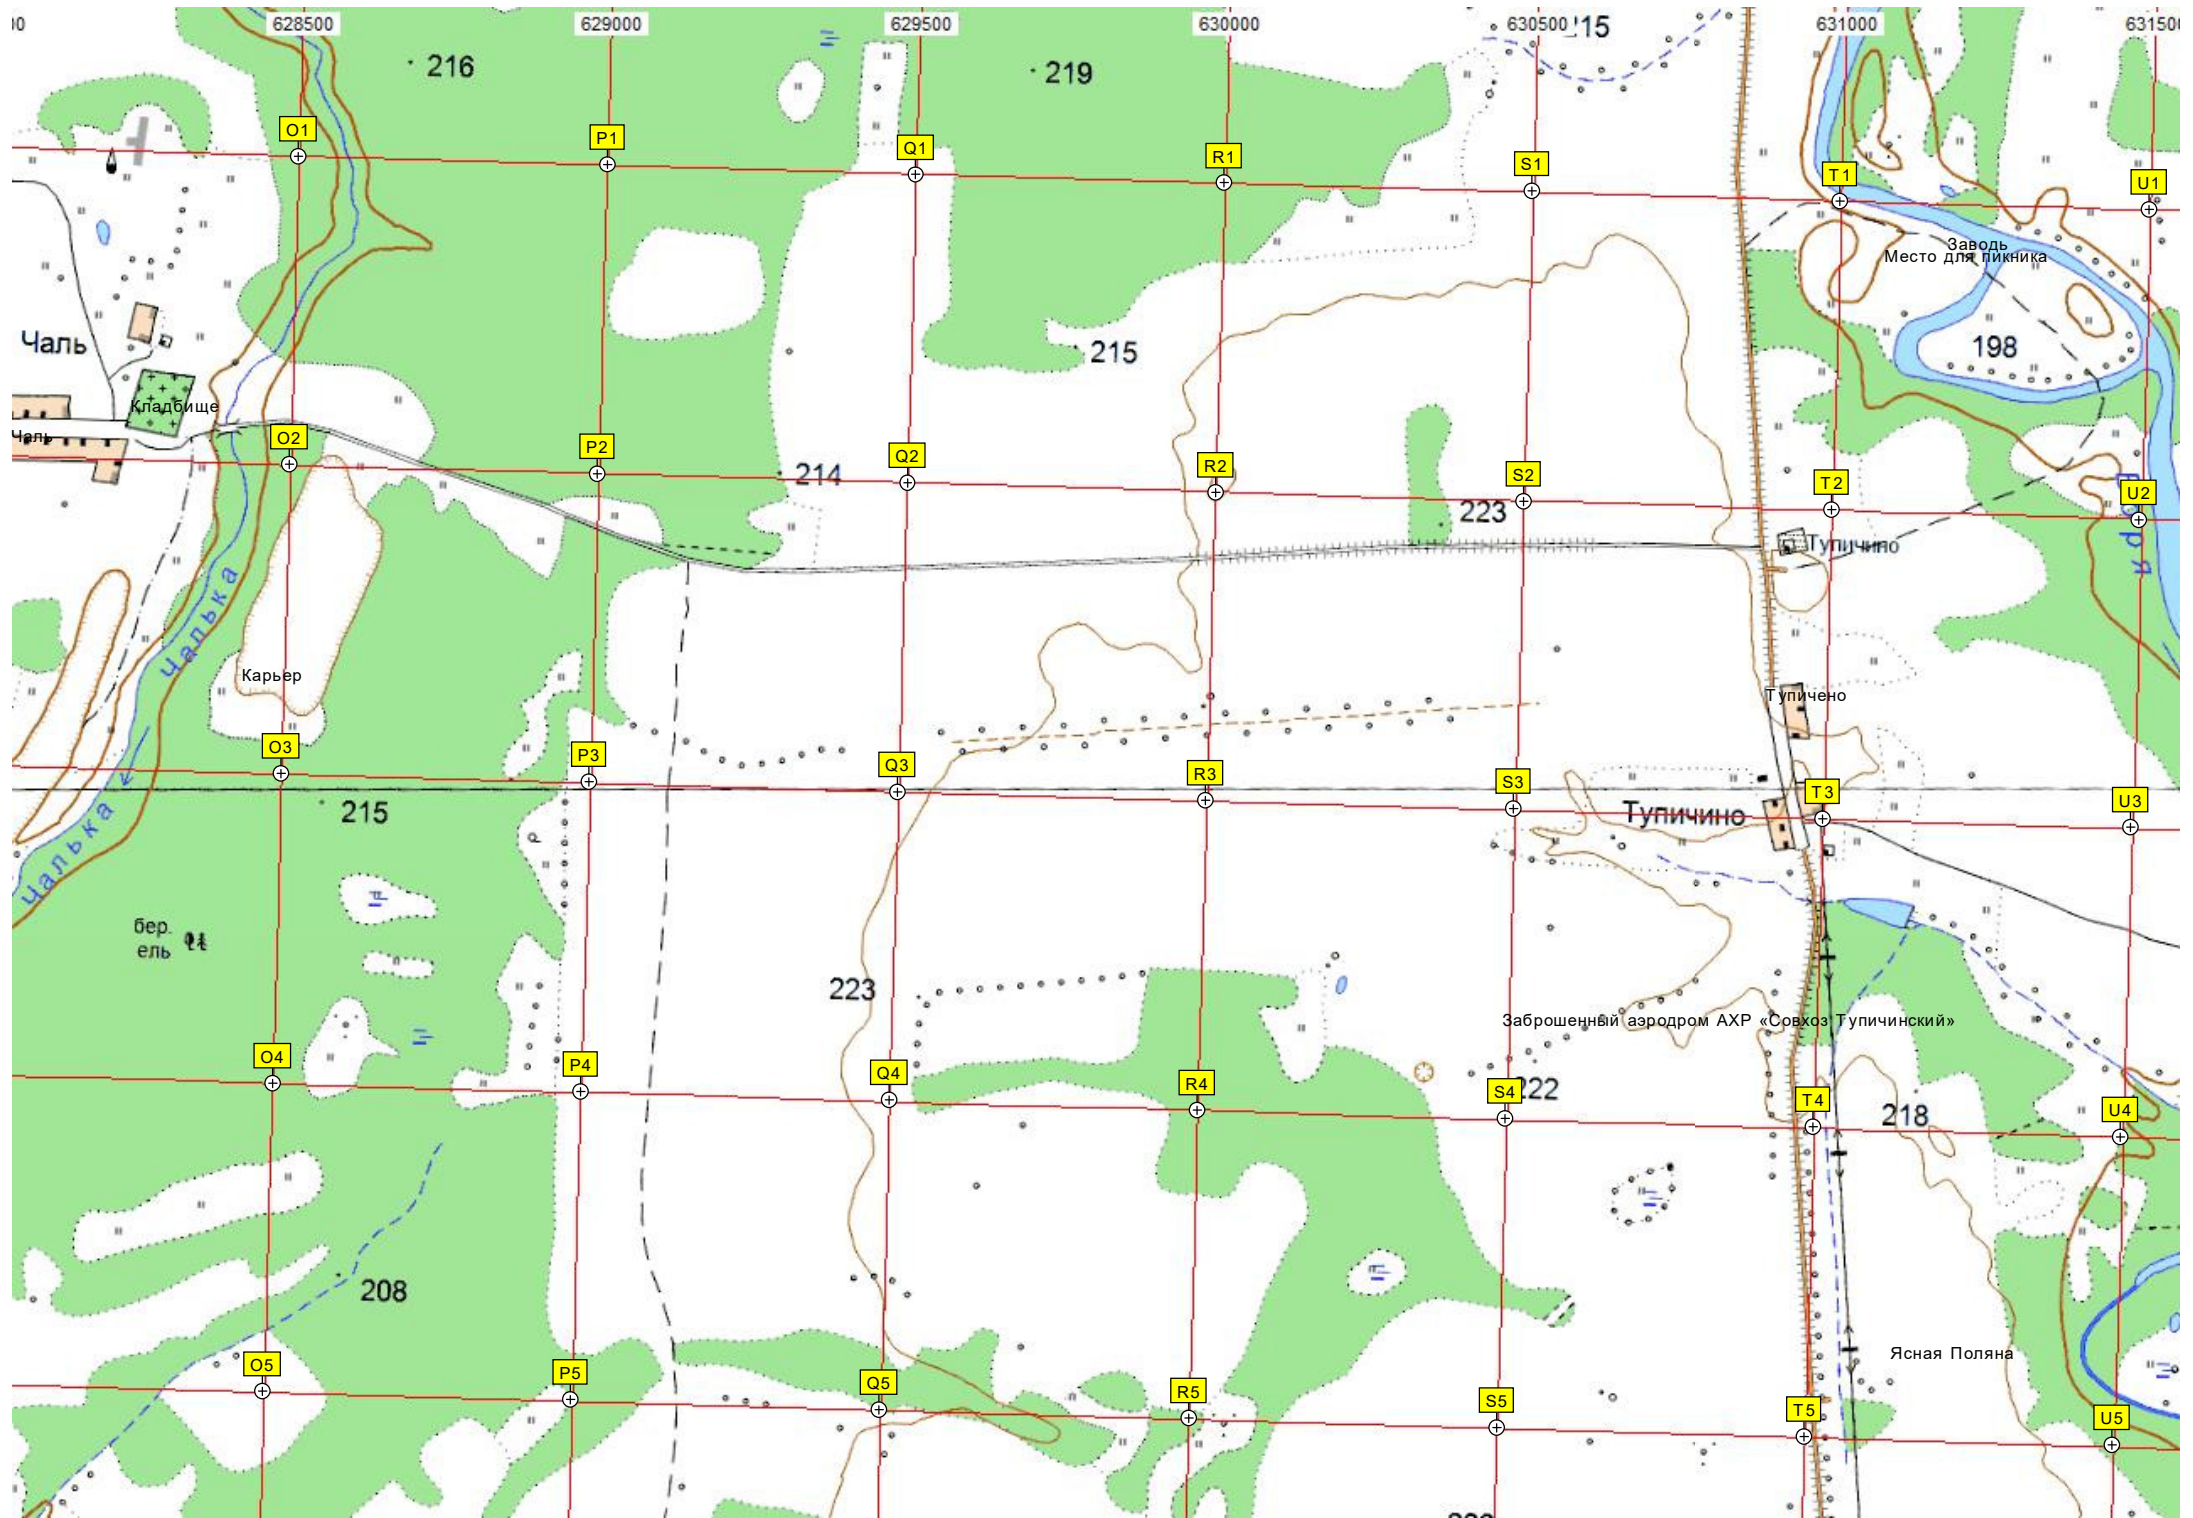 00
628500
629000
629500
630000
630500
215
631000
63150
216
219
O1
P1
Q1
R1
S1
T1
U1
Заводь
Место для пикника
Чаль
215
198
Кладбище
Чаль
O2
P2
214
Q2
R2
S2
223
T2
U2
Тупичино
Чалька
Карьер
Тупичено
O3
P3
Q3
R3
S3
T3
U3
215
Тупичино
Чалька
бер.
ель
223
Заброшенный аэродром АХР «Совхоз Тупичинский»
O4
P4
Q4
R4
S4
222
T4
218
U4
208
Ясная Поляна
O5
P5
Q5
R5
S5
T5
U5